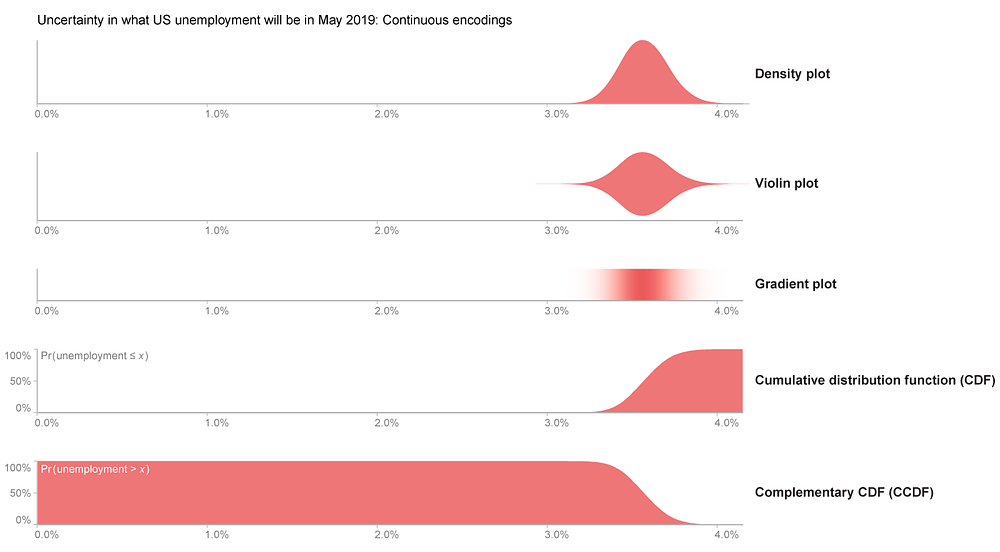 Uncertainty in what US unemployment will be in May 2019: Continuous encodings
Density plot
0.0% 1.0% 2.0% 3.0% 4.0%
Violin plot
0.0% 1.0% 2.0% 3.0% 4.0%
Gradient plot
0.0% 1.0% 2.0% 3.0% 4.0%
100% Pr(unemployment ≤ x)
50% Cumulative distribution function (CDF)
0%
0.0% 1.0% 2.0% 3.0% 4.0%
100% Pr(unemployment > x)
50% Complementary CDF (CCDF)
0%
0.0% 1.0% 2.0% 3.0% 4.0%